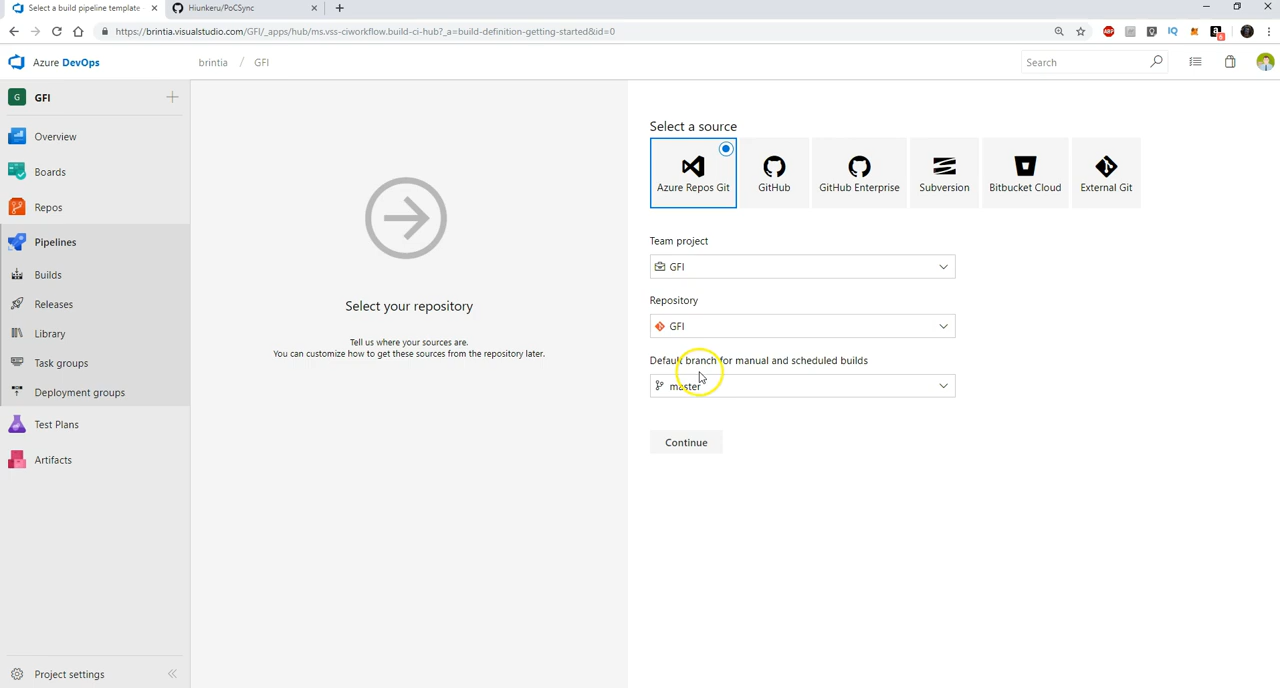 Select a build pipeline template
Hiunkeru/PoCSync
https://brintia.visualstudio.com/GFI/_apps/hub/ms.vss-ciworkflow.build-ci-hub?_a=build-definition-getting-started&id=0
ABP
IQ
6
Azure DevOps
brintia / GFI
Search
G GFI
Overview
Boards
Repos
Pipelines
Builds
Releases
Library
Task groups
Deployment groups
Test Plans
Artifacts
Project settings
Select your repository
Tell us where your sources are.
You can customize how to get these sources from the repository later.
Select a source
Azure Repos Git
GitHub
GitHub Enterprise
Subversion
Bitbucket Cloud
External Git
Team project
GFI
Repository
GFI
Default branch for manual and scheduled builds
master
Continue